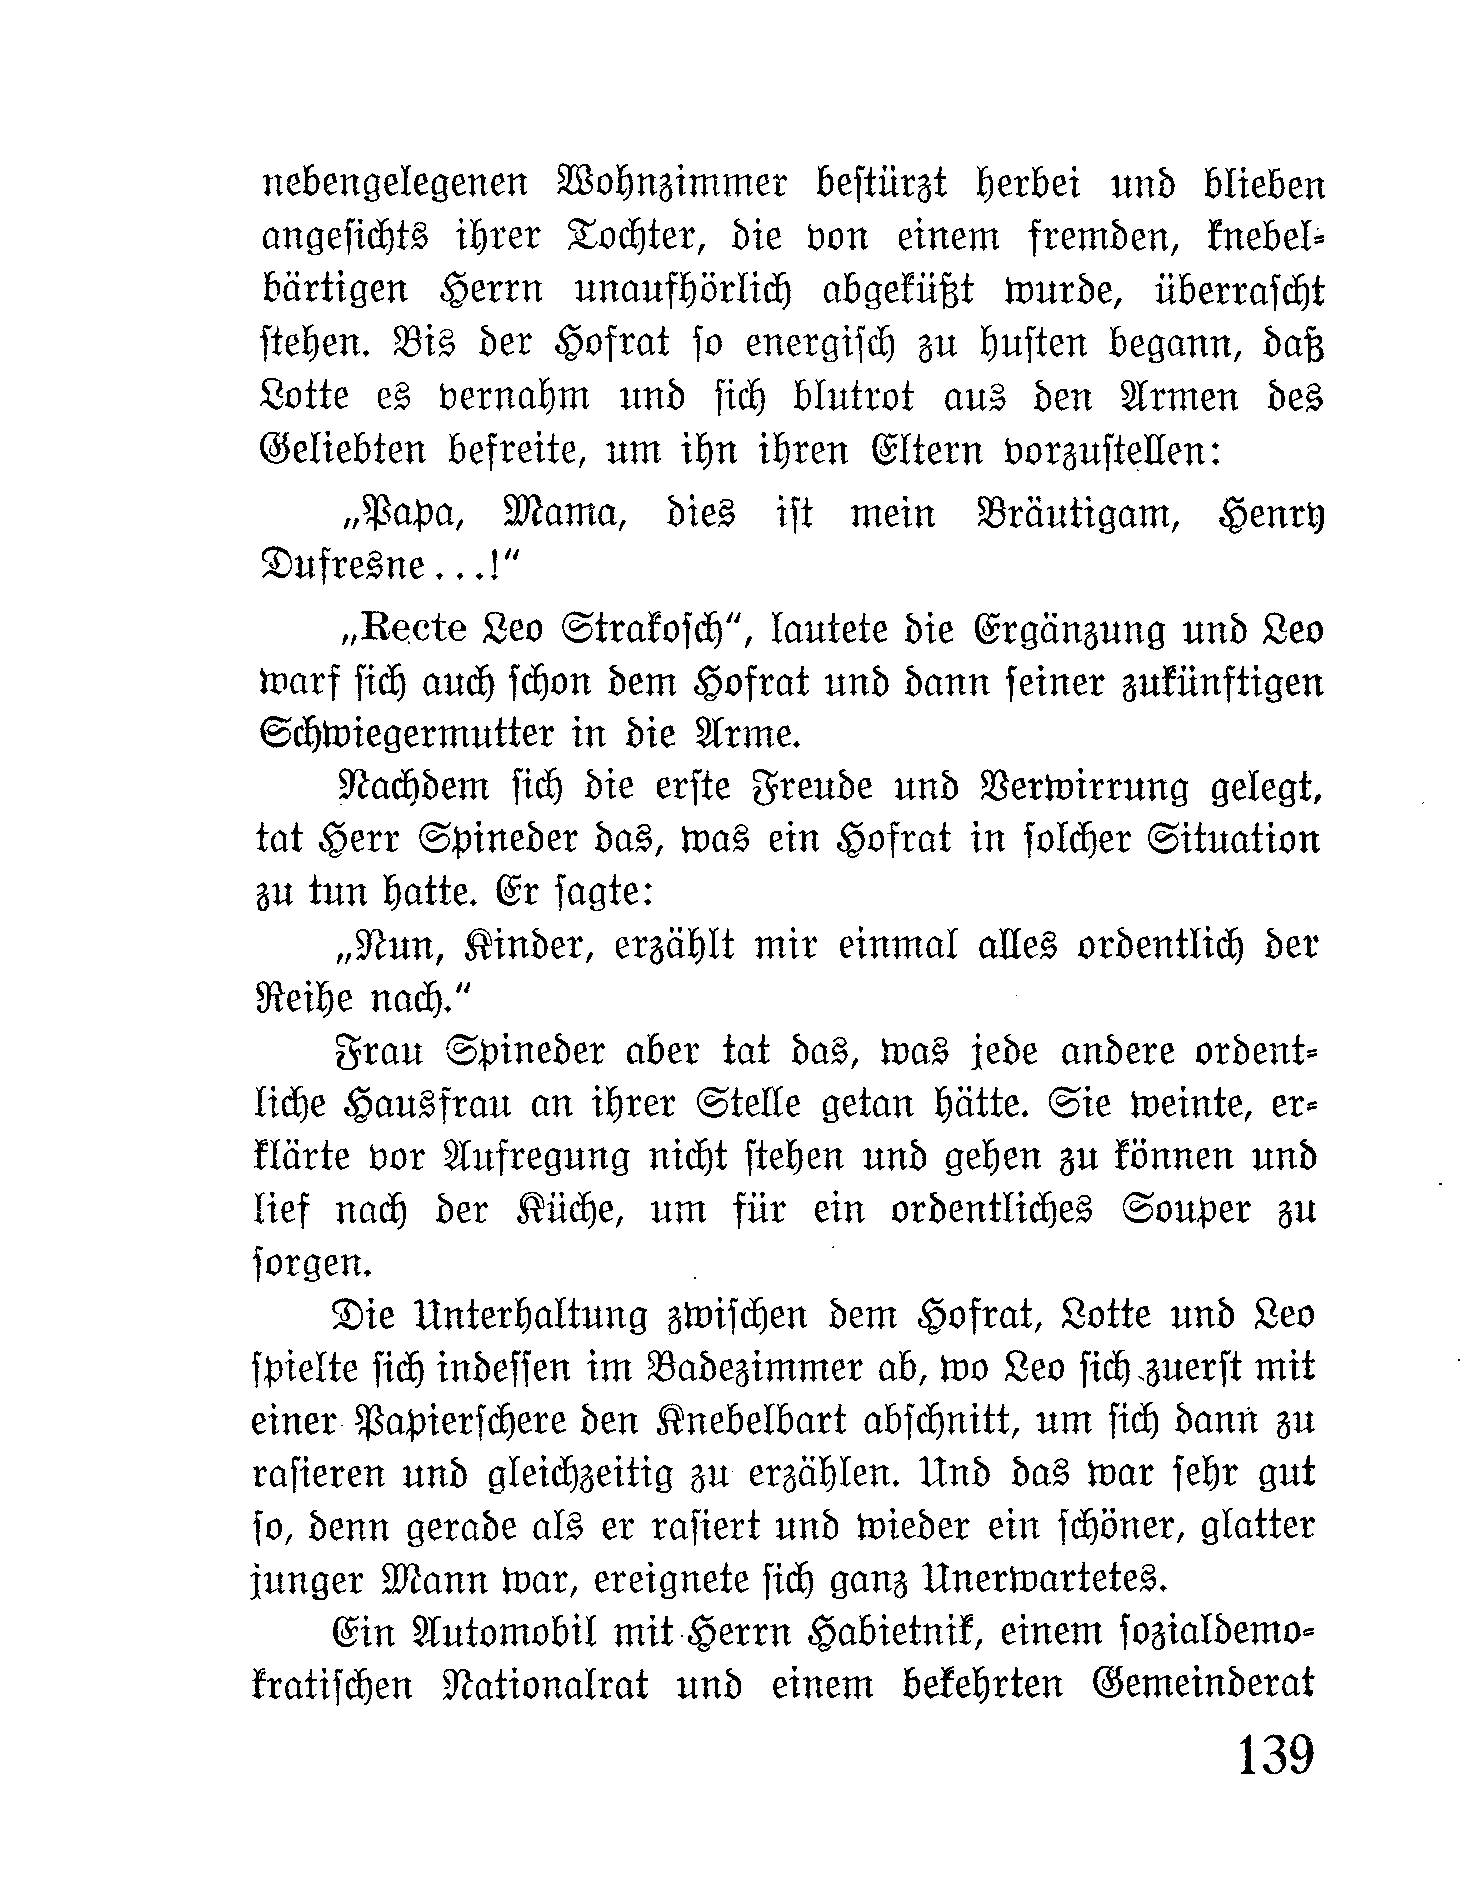 nebengelegenen Wohnzimmer bestürzt herbei und blieben
angesichts ihrer Tochter, die von einem fremden, knebel-
bärtigen Herrn unaufhörlich abgeküßt wurde, überrascht
stehen. Bis der Hofrat so energisch zu husten begann, daß
Lotte es vernahm und sich blutrot aus den Armen des
Geliebten befreite, um ihn ihren Eltern vorzustellen:
„Papa, Mama, dies ist mein Bräutigam, Henry
Dufresne...!“
„Recte Leo Strakosch“, lautete die Ergänzung und Leo
warf sich auch schon dem Hofrat und dann seiner zukünftigen
Schwiegermutter in die Arme.
Nachdem sich die erste Freude und Verwirrung gelegt,
tat Herr Spineder das, was ein Hofrat in solcher Situation
zu tun hatte. Er sagte:
„Nun, Kinder, erzählt mir einmal alles ordentlich der
Reihe nach.“
Frau Spineder aber tat das, was jede andere ordent-
liche Hausfrau an ihrer Stelle getan hätte. Sie weinte, er-
klärte vor Aufregung nicht stehen und gehen zu können und
lief nach der Küche, um für ein ordentliches Souper zu
sorgen.
Die Unterhaltung zwischen dem Hofrat, Lotte und Leo
spielte sich indessen im Badezimmer ab, wo Leo sich zuerst mit
einer Papierschere den Knebelbart abschnitt, um sich dann zu
rasieren und gleichzeitig zu erzählen. Und das war sehr gut
so, denn gerade als er rasiert und wieder ein schöner, glatter
junger Mann war, ereignete sich ganz Unerwartetes.
Ein Automobil mit Herrn Habietnik, einem sozialdemo-
kratischen Nationalrat und einem bekehrten Gemeinderat
139